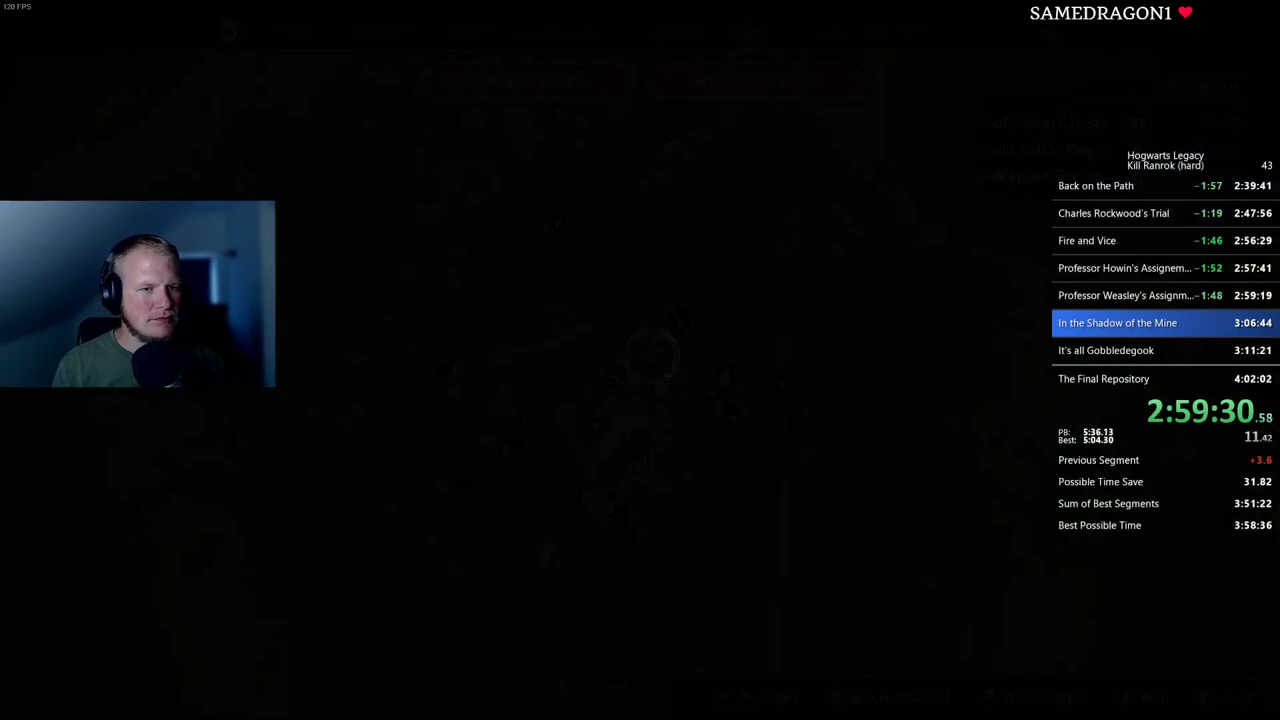 120 FPS
SAMEDRAGON1
Hogwarts Legacy
Kill Ranrok (hard) 43
Back on the Path -1:57 2:39:41
Charles Rockwood's Trial -1:19 2:47:56
Fire and Vice -1:46 2:56:29
Professor Howin's Assignem... -1:52 2:57:41
Professor Weasley's Assignm... -1:48 2:59:19
In the Shadow of the Mine 3:06:44
It's all Gobbledegook 3:11:21
The Final Repository 4:02:02
2:59:30.58
PB: 5:36.13
Best: 5:04.30 11.42
Previous Segment +3.6
Possible Time Save 31.82
Sum of Best Segments 3:51:22
Best Possible Time 3:58:36